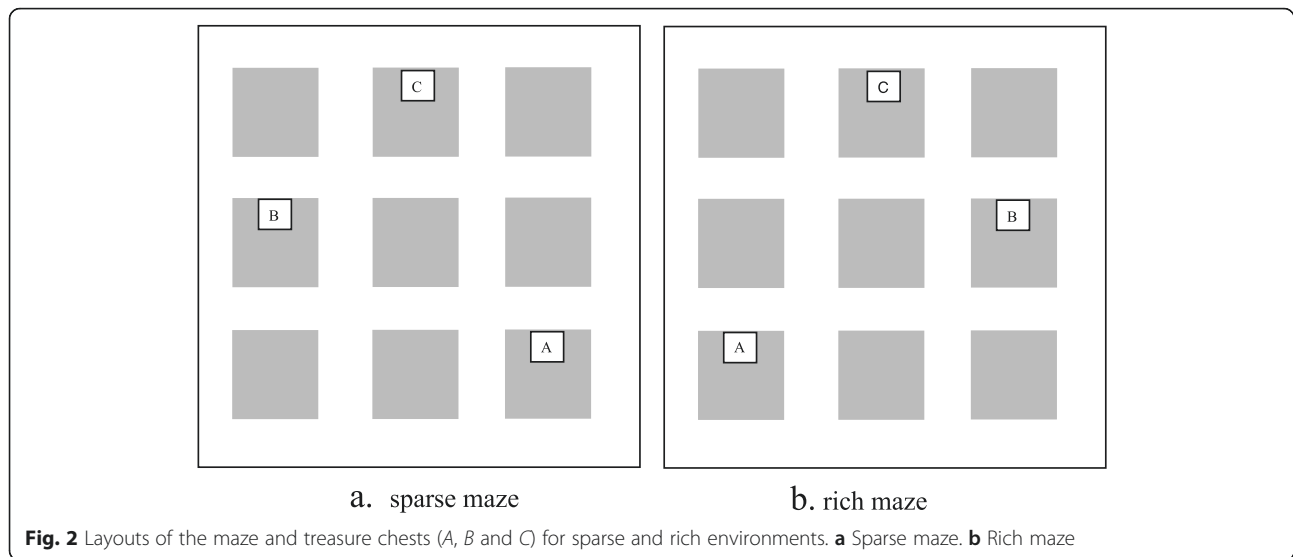 C
B
A
a. sparse maze
C
B
A
b. rich maze
Fig. 2 Layouts of the maze and treasure chests (A, B and C) for sparse and rich environments. a Sparse maze. b Rich maze